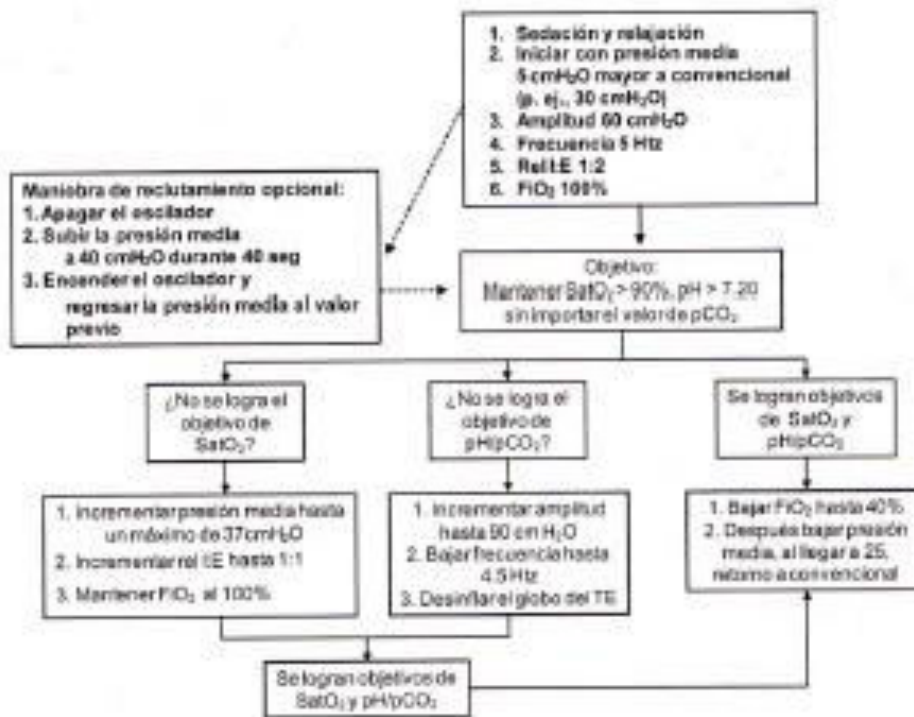 1. Sedación y relajación
2. Iniciar con presión media
5 cmH₂O mayor a convencional
(p. ej., 30 cmH₂O)
3. Amplitud 60 cmH₂O
4. Frecuencia 5 Htz
5. Rel I:E 1:2
6. FiO₂ 100%
Maniobra de reclutamiento opcional:
1. Apagar el oscilador
2. Subir la presión media
a 40 cmH₂O durante 40 seg
3. Encender el oscilador y
regresar la presión media al valor
previo
Objetivo:
Mantener SatO₂ > 90%, pH > 7.20
sin importar el valor de pCO₂
¿No se logra el
objetivo de
SatO₂?
¿No se logra el
objetivo de
pH/pCO₂?
Se logran objetivos
de SatO₂ y
pH/pCO₂
1. Incrementar presión media hasta
un máximo de 37cmH₂O
2. Incrementar rel I:E hasta 1:1
3. Mantener FiO₂ al 100%
1. Incrementar amplitud
hasta 90 cm H₂O
2. Bajar frecuencia hasta
4.5 Htz
3. Desinflar el globo del TE
1. Bajar FiO₂ hasta 40%
2. Después bajar presión
media, al llegar a 25,
retorno a convencional
Se logran objetivos de
SatO₂ y pH/pCO₂